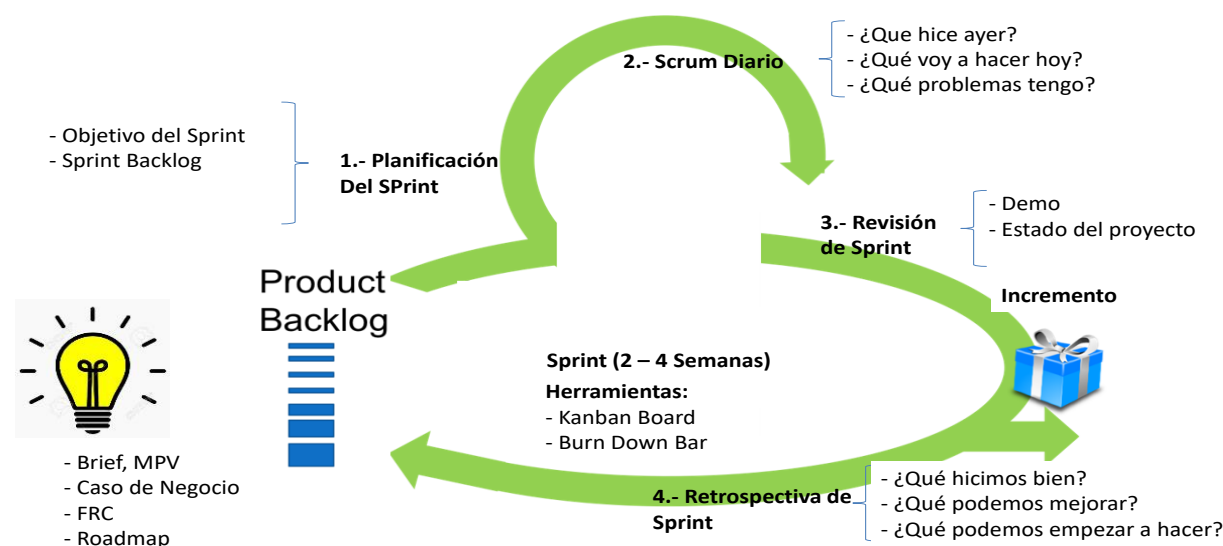 - ¿Que hice ayer?
- ¿Qué voy a hacer hoy?
- ¿Qué problemas tengo?
2.- Scrum Diario
- Objetivo del Sprint
- Sprint Backlog
1.- Planificación
Del SPrint
- Demo
- Estado del proyecto
3.- Revisión
de Sprint
Product
Backlog
Incremento
Sprint (2 – 4 Semanas)
Herramientas:
- Kanban Board
- Burn Down Bar
- Brief, MPV
- Caso de Negocio
- FRC
- Roadmap
4.- Retrospectiva de
Sprint
- ¿Qué hicimos bien?
- ¿Qué podemos mejorar?
- ¿Qué podemos empezar a hacer?